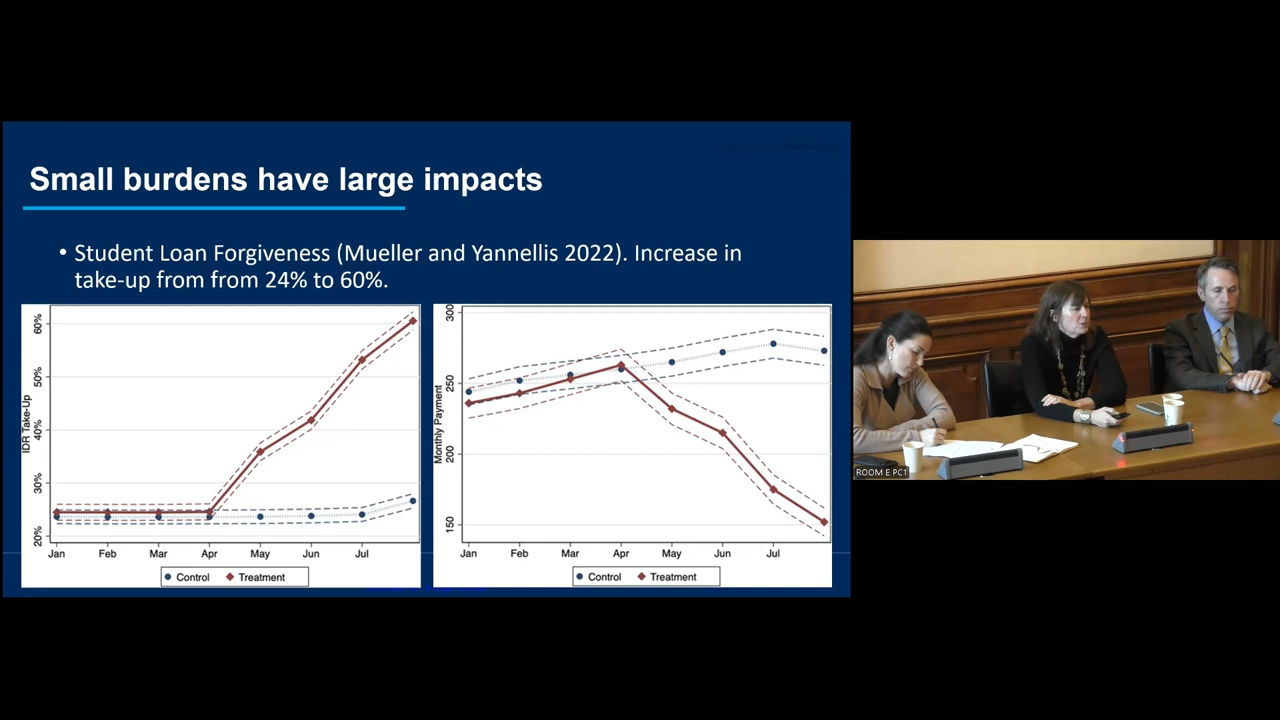 Small burdens have large impacts
• Student Loan Forgiveness (Mueller and Yannellis 2022). Increase in
take-up from from 24% to 60%.
60%
50%
40%
30%
20%
IDR Take-Up
Jan Feb Mar Apr May Jun Jul
Control Treatment
300
250
200
150
Monthly Payment
Jan Feb Mar Apr May Jun Jul
Control Treatment
ROOM E PC1